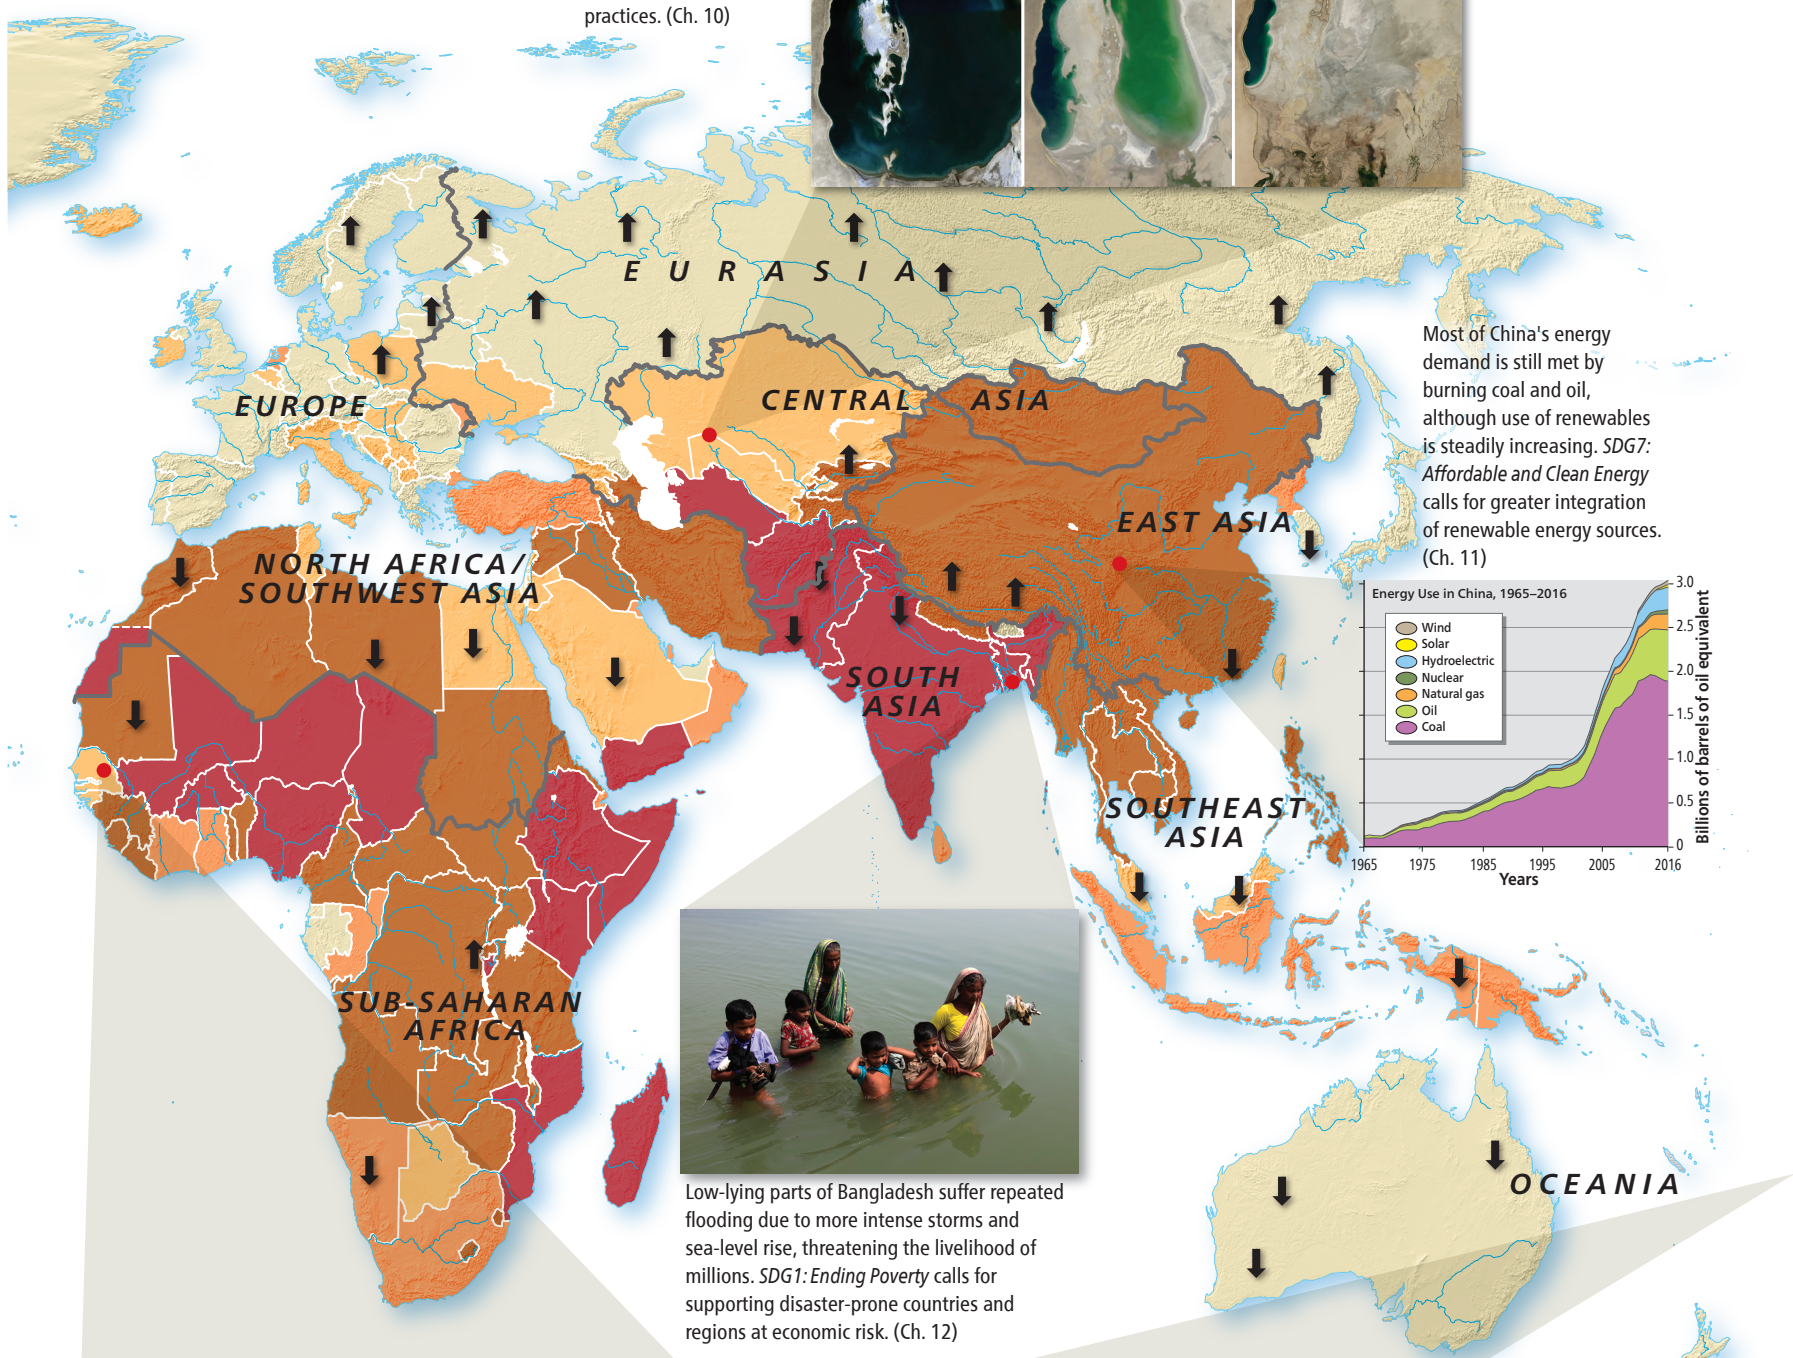 practices. (Ch. 10)
EURASIA
EUROPE
CENTRAL ASIA
Most of China's energy
demand is still met by
burning coal and oil,
although use of renewables
is steadily increasing. SDG7:
Affordable and Clean Energy
calls for greater integration
of renewable energy sources.
(Ch. 11)
EAST ASIA
NORTH AFRICA/
SOUTHWEST ASIA
SOUTH
ASIA
SOUTHEAST
ASIA
Energy Use in China, 1965–2016
Wind
Solar
Hydroelectric
Nuclear
Natural gas
Oil
Coal
3.0
2.5
2.0
1.5
1.0
0.5
0
Billions of barrels of oil equivalent
1965 1975 1985 1995 2005 2016
Years
SUB-SAHARAN
AFRICA
OCEANIA
Low-lying parts of Bangladesh suffer repeated
flooding due to more intense storms and
sea-level rise, threatening the livelihood of
millions. SDG1: Ending Poverty calls for
supporting disaster-prone countries and
regions at economic risk. (Ch. 12)